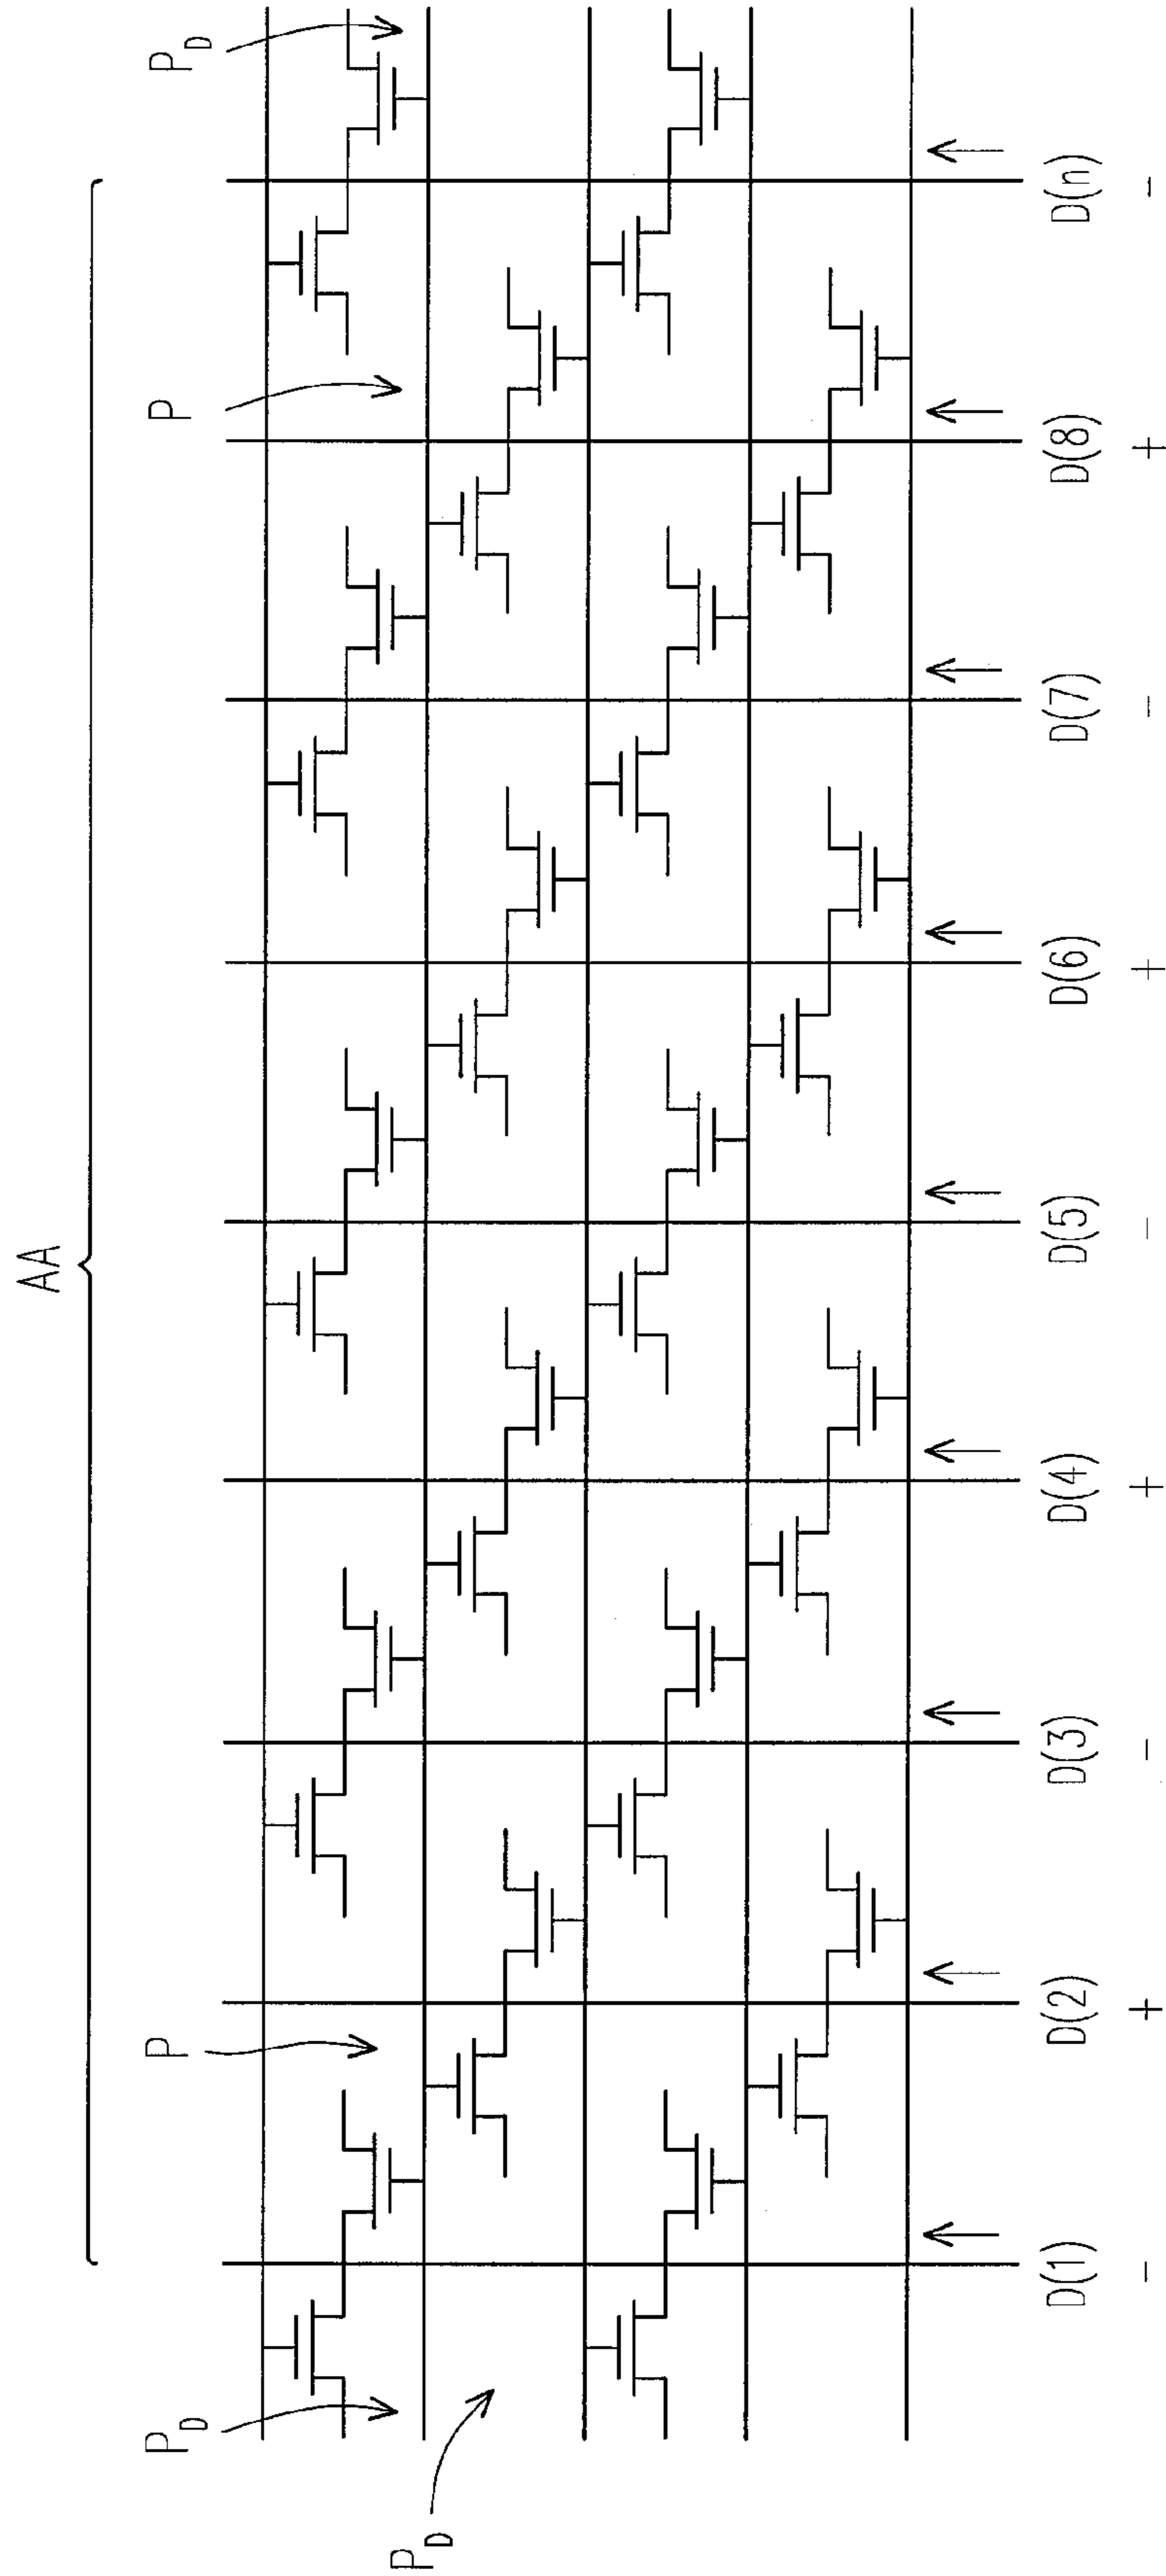 AA
P_D P P P_D
P_D
D(1) D(2) D(3) D(4) D(5) D(6) D(7) D(8) D(n)
- + - + - + - + -